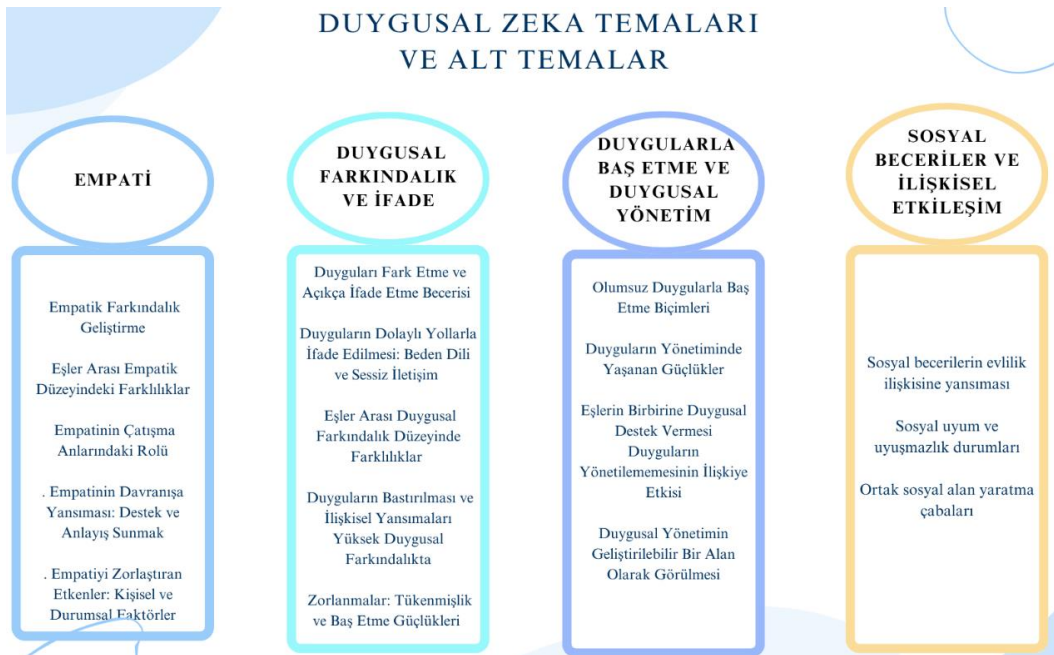 DUYGUSAL ZEKA TEMALARI
VE ALT TEMALAR
EMPATİ
Empatik Farkındalık
Geliştirme
Eşler Arası Empatik
Düzeyindeki Farklılıklar
Empatinin Çatışma
Anlarındaki Rolü
. Empatinin Davranışa
Yansıması: Destek ve
Anlayış Sunmak
. Empatiyi Zorlaştıran
Etkenler: Kişisel ve
Durumsal Faktörler
DUYGUSAL
FARKINDALIK
VE İFADE
Duyguları Fark Etme ve
Açıkça İfade Etme Becerisi
Duyguların Dolaylı Yollarla
İfade Edilmesi: Beden Dili
ve Sessiz İletişim
Eşler Arası Duygusal
Farkındalık Düzeyinde
Farklılıklar
Duyguların Bastırılması ve
İlişkisel Yansımaları
Yüksek Duygusal
Farkındalıkta
Zorlanmalar: Tükenmişlik
ve Baş Etme Güçlükleri
DUYGULARLA
BAŞ ETME VE
DUYGUSAL
YÖNETİM
Olumsuz Duygularla Baş
Etme Biçimleri
Duyguların Yönetiminde
Yaşanan Güçlükler
Eşlerin Birbirine Duygusal
Destek Vermesi
Duyguların
Yönetilememesinin İlişkiye
Etkisi
Duygusal Yönetimin
Geliştirilebilir Bir Alan
Olarak Görülmesi
SOSYAL
BECERİLER VE
İLİŞKİSEL
ETKİLEŞİM
Sosyal becerilerin evlilik
ilişkisine yansıması
Sosyal uyum ve
uyuşmazlık durumları
Ortak sosyal alan yaratma
çabaları